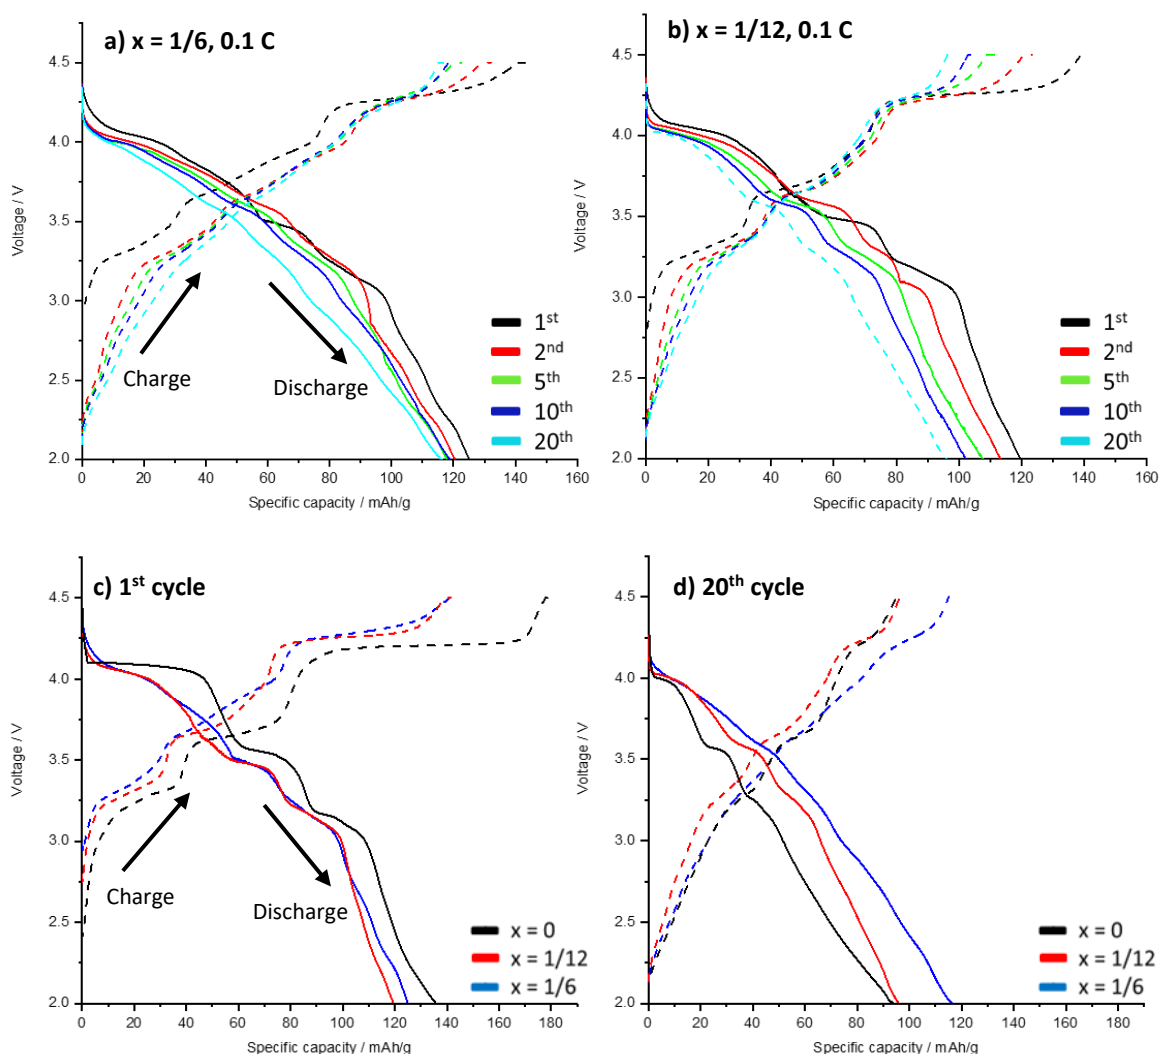 a) x = 1/6, 0.1 C
4.5
4.0
3.5
3.0
2.5
2.0
Voltage / V
Charge
Discharge
1st
2nd
5th
10th
20th
0 20 40 60 80 100 120 140 160
Specific capacity / mAh/g
b) x = 1/12, 0.1 C
4.5
4.0
3.5
3.0
2.5
2.0
Voltage / V
1st
2nd
5th
10th
20th
0 20 40 60 80 100 120 140 160
Specific capacity / mAh/g
c) 1st cycle
4.5
4.0
3.5
3.0
2.5
2.0
Voltage / V
Charge
Discharge
x = 0
x = 1/12
x = 1/6
0 20 40 60 80 100 120 140 160 180
Specific capacity / mAh/g
d) 20th cycle
4.5
4.0
3.5
3.0
2.5
2.0
Voltage / V
x = 0
x = 1/12
x = 1/6
0 20 40 60 80 100 120 140 160 180
Specific capacity / mAh/g